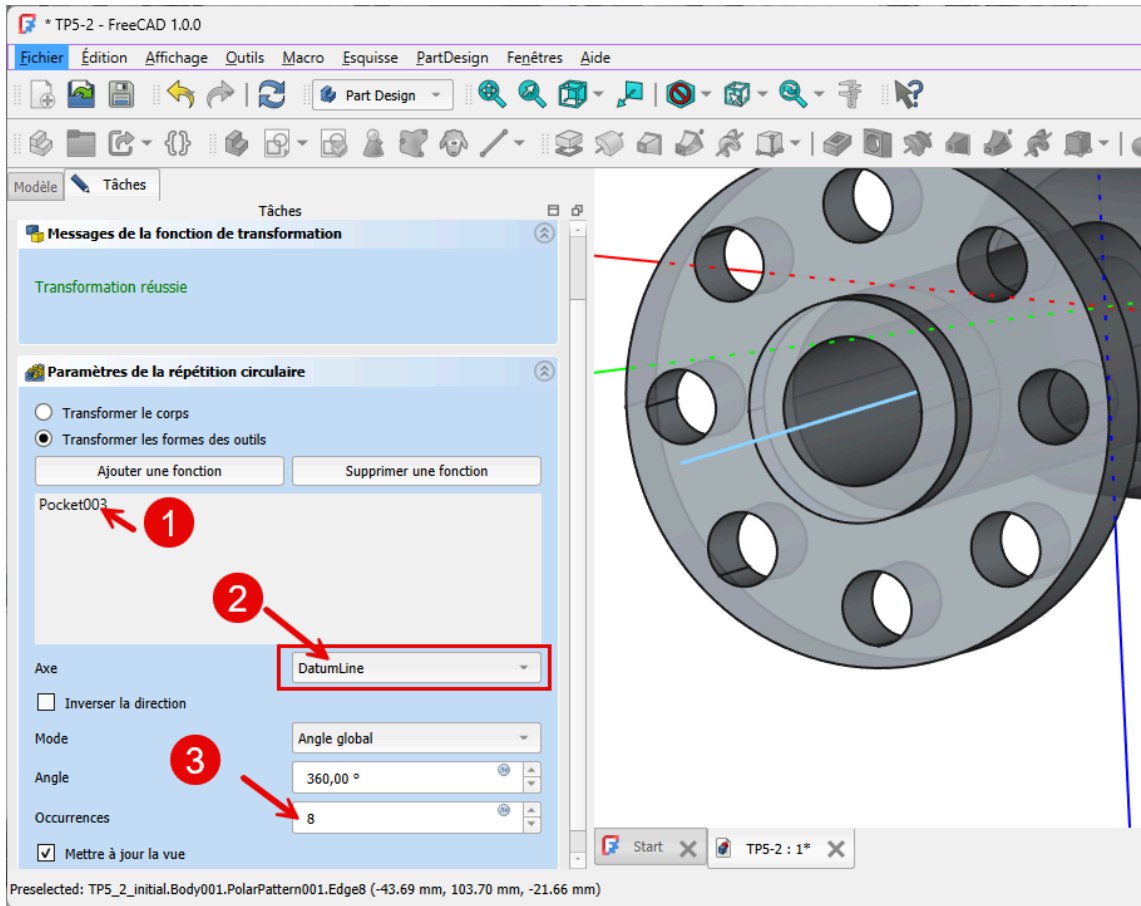 * TP5-2 - FreeCAD 1.0.0
Fichier Édition Affichage Outils Macro Esquisse PartDesign Fenêtres Aide
Part Design
Modèle Tâches
Tâches
Messages de la fonction de transformation
Transformation réussie
Paramètres de la répétition circulaire
Transformer le corps
Transformer les formes des outils
Ajouter une fonction Supprimer une fonction
Pocket003
1
2
Axe DatumLine
Inverser la direction
Mode Angle global
3
Angle 360,00 °
Occurrences 8
Mettre à jour la vue
Start TP5-2 : 1*
Preselected: TP5_2_initial.Body001.PolarPattern001.Edge8 (-43.69 mm, 103.70 mm, -21.66 mm)